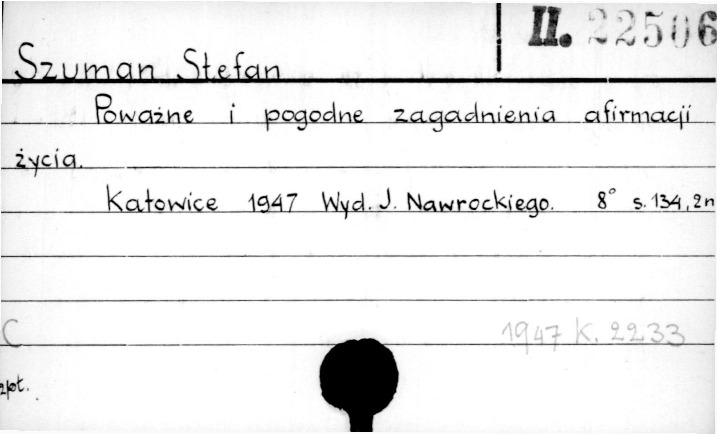 II. 22506
Szuman Stefan
Poważne i pogodne zagadnienia afirmacji
życia.
Katowice 1947 Wyd. J. Nawrockiego. 8° s. 134, 2n
C 1947 K. 2233